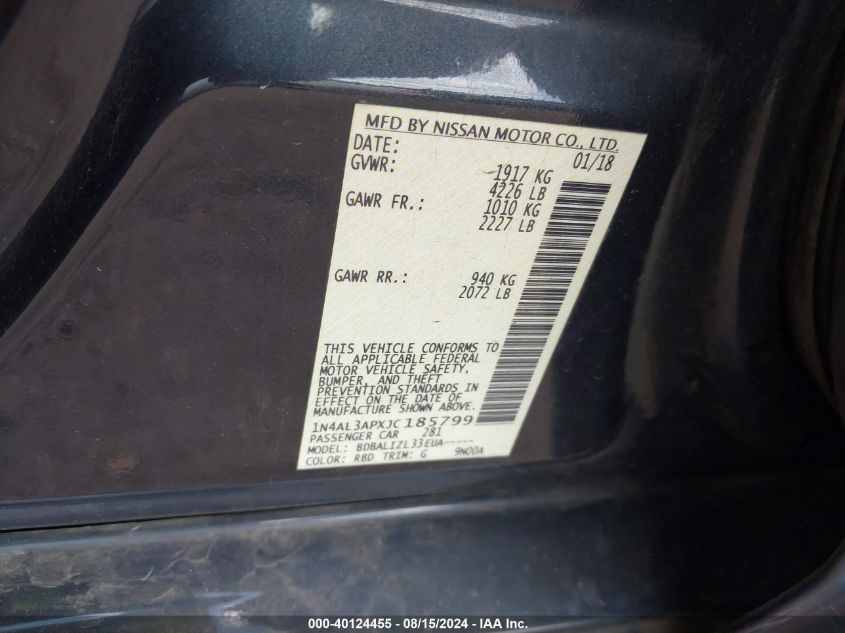 MFD BY NISSAN MOTOR CO., LTD.
DATE: 01/18
GVWR: 1917 KG
4226 LB
GAWR FR.: 1010 KG
2227 LB
GAWR RR.: 940 KG
2072 LB
THIS VEHICLE CONFORMS TO
ALL APPLICABLE FEDERAL
MOTOR VEHICLE SAFETY,
BUMPER, AND THEFT
PREVENTION STANDARDS IN
EFFECT ON THE DATE OF
MANUFACTURE SHOWN ABOVE.
1N4AL3APXJC185799
PASSENGER CAR 281
MODEL: BDBALIZL33EUA-----
COLOR: RBD TRIM: G 9N00A
000-40124455 - 08/15/2024 - IAA Inc.